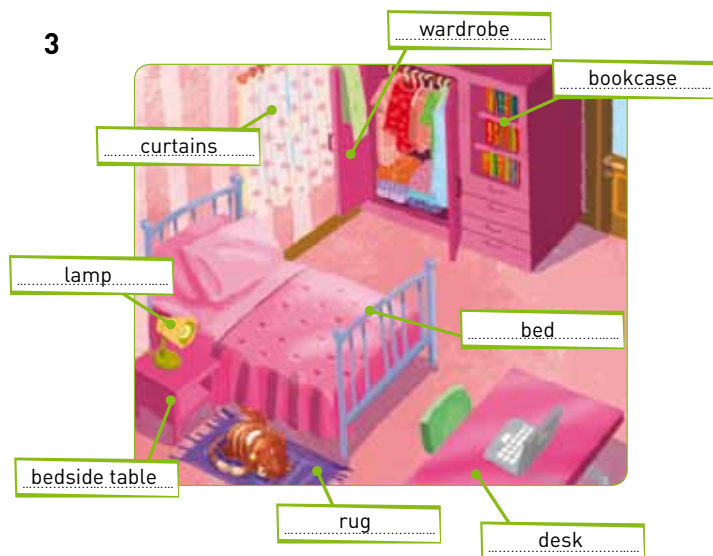 3
wardrobe
bookcase
curtains
lamp
bed
bedside table
rug
desk